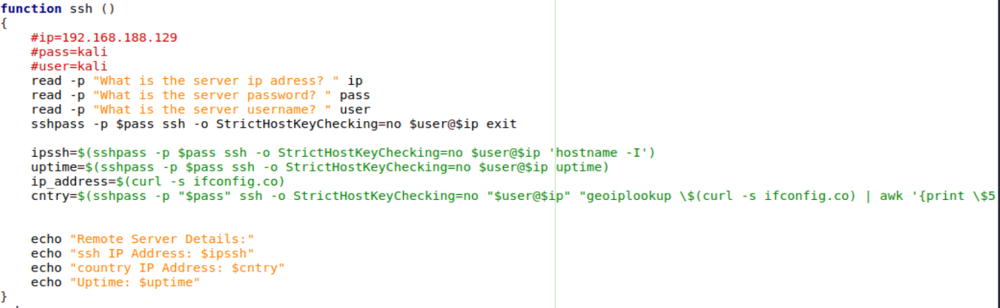 function ssh ()
{
    #ip=192.168.188.129
    #pass=kali
    #user=kali
    read -p "What is the server ip adress? " ip
    read -p "What is the server password? " pass
    read -p "What is the server username? " user
    sshpass -p $pass ssh -o StrictHostKeyChecking=no $user@$ip exit
    ipssh=$(sshpass -p $pass ssh -o StrictHostKeyChecking=no $user@$ip 'hostname -I')
    uptime=$(sshpass -p $pass ssh -o StrictHostKeyChecking=no $user@$ip uptime)
    ip_address=$(curl -s ifconfig.co)
    cntry=$(sshpass -p "$pass" ssh -o StrictHostKeyChecking=no "$user@$ip" "geoiplookup \$(curl -s ifconfig.co) | awk '{print \$5
    echo "Remote Server Details:"
    echo "ssh IP Address: $ipssh"
    echo "country IP Address: $cntry"
    echo "Uptime: $uptime"
}